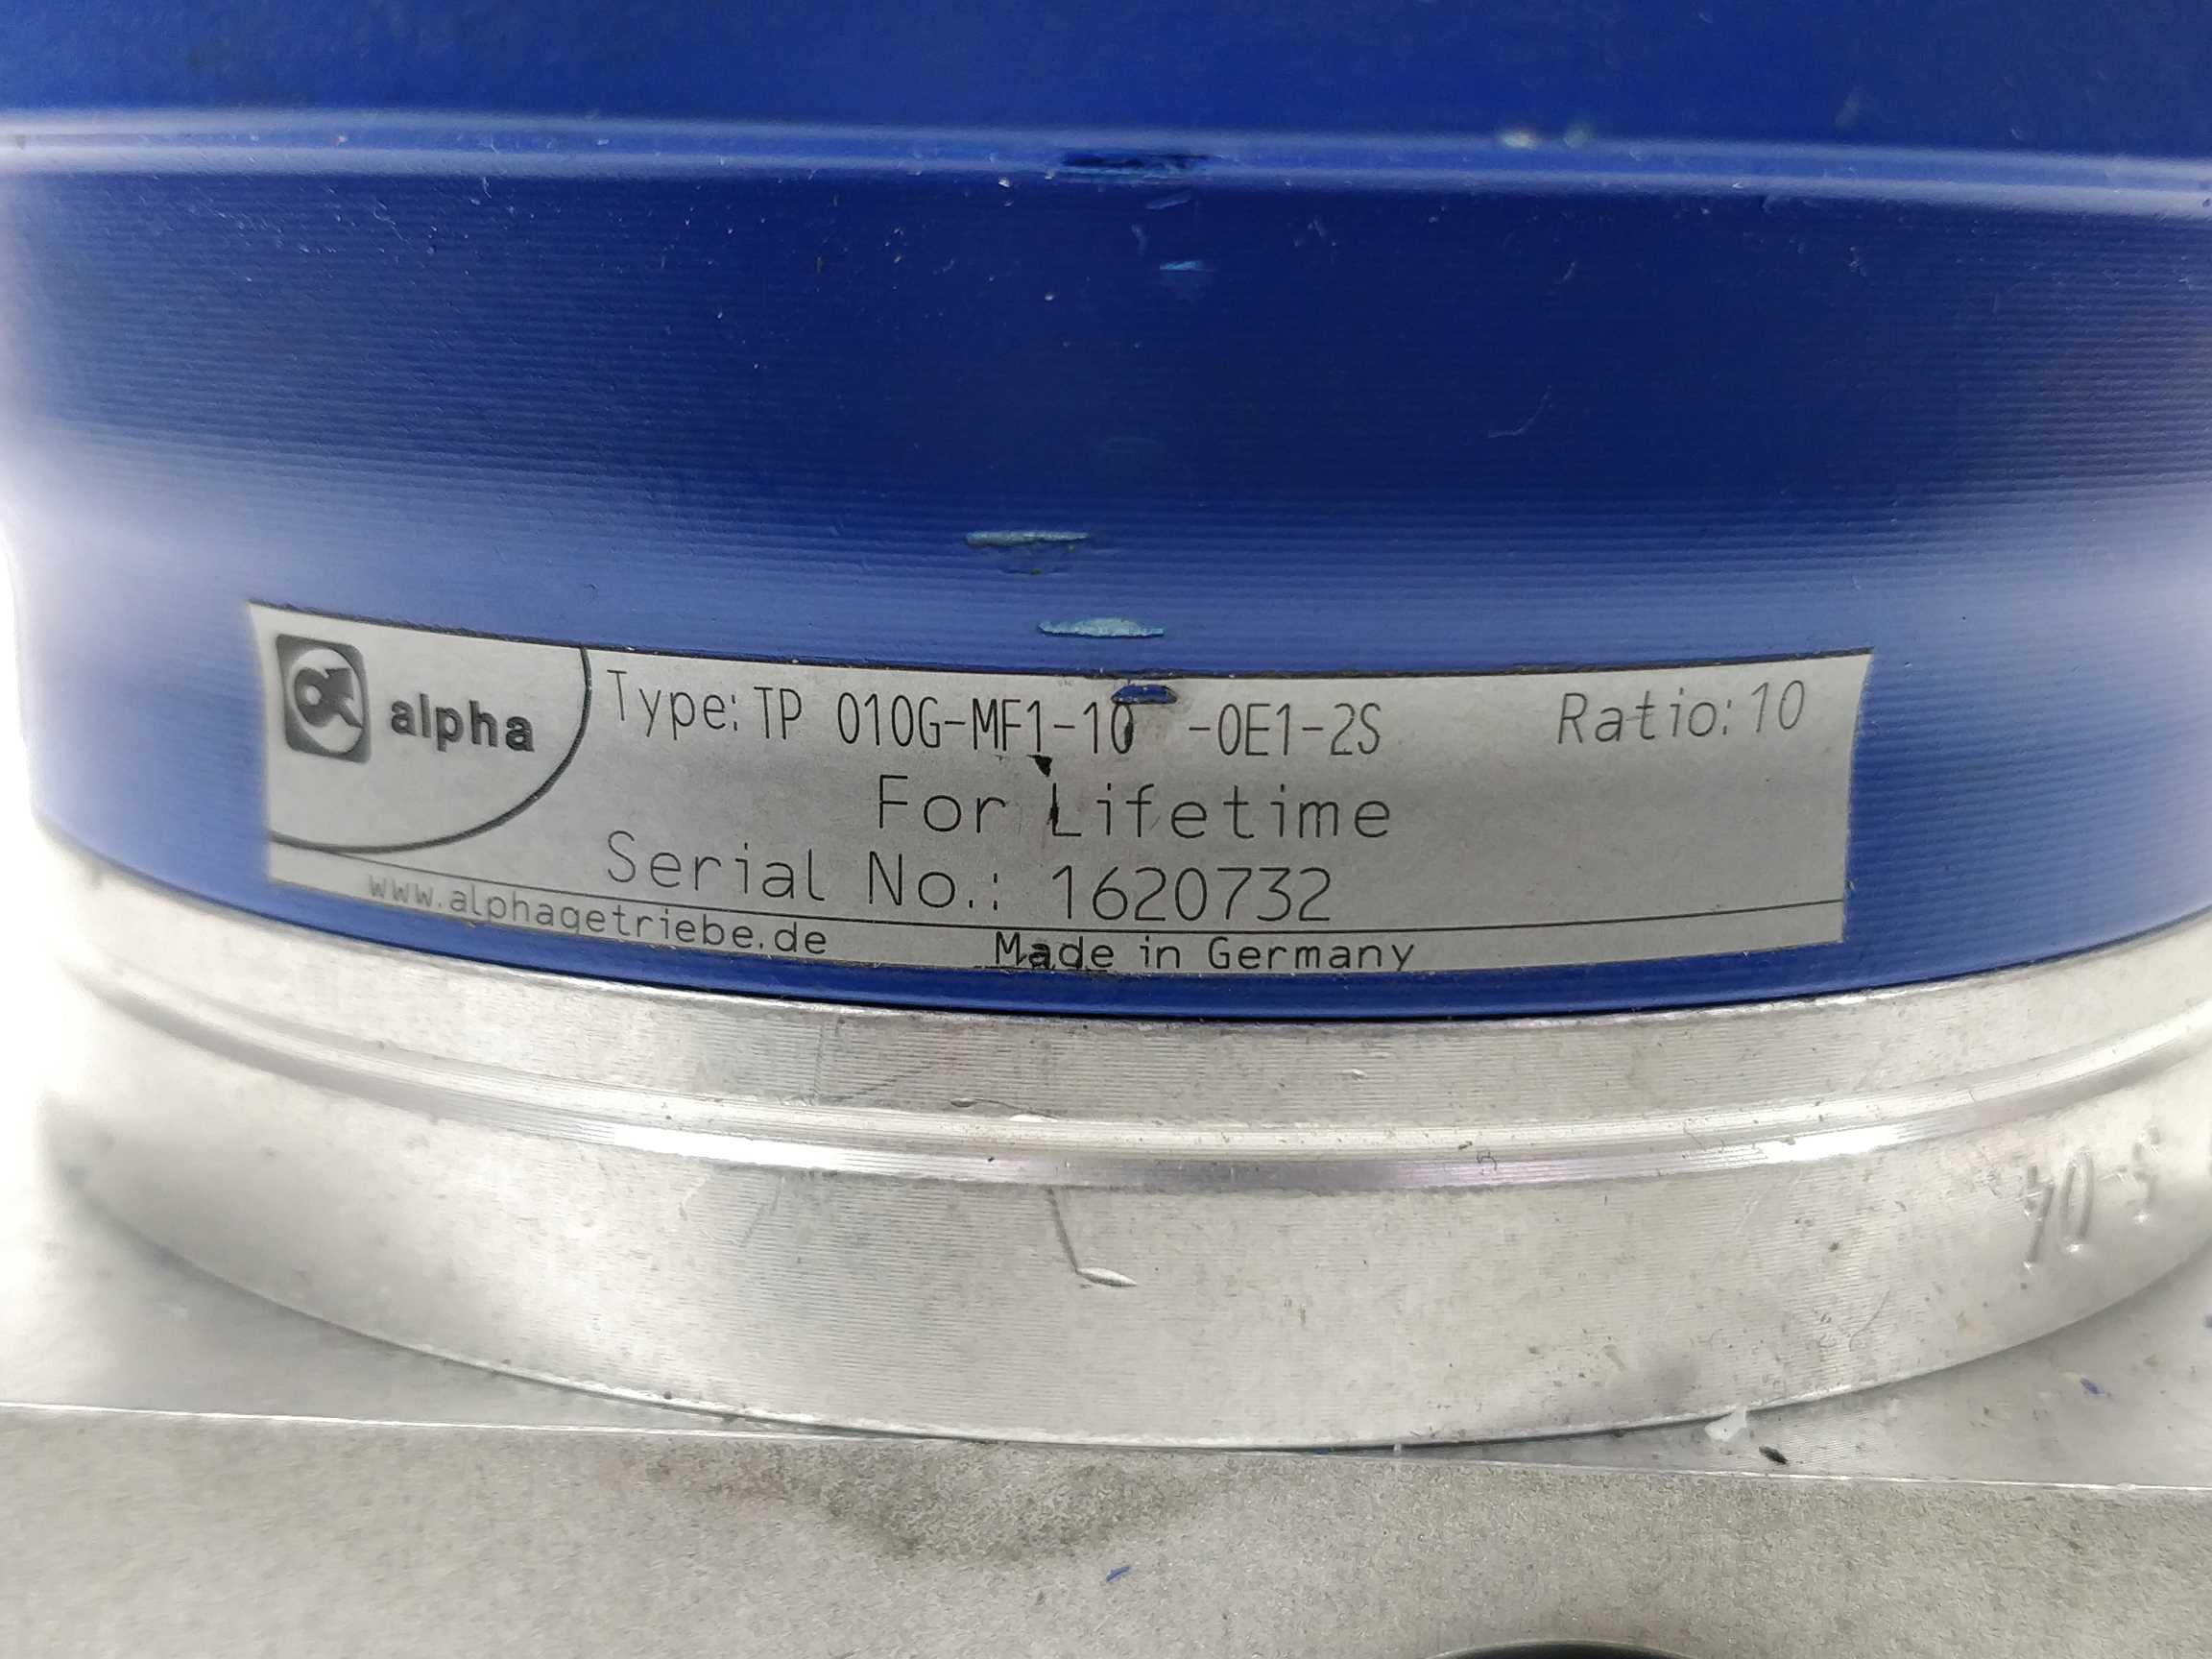 alpha
Type: TP 010G-MF1-10 -0E1-2S Ratio: 10
For Lifetime
Serial No.: 1620732
www.alphagetriebe.de Made in Germany